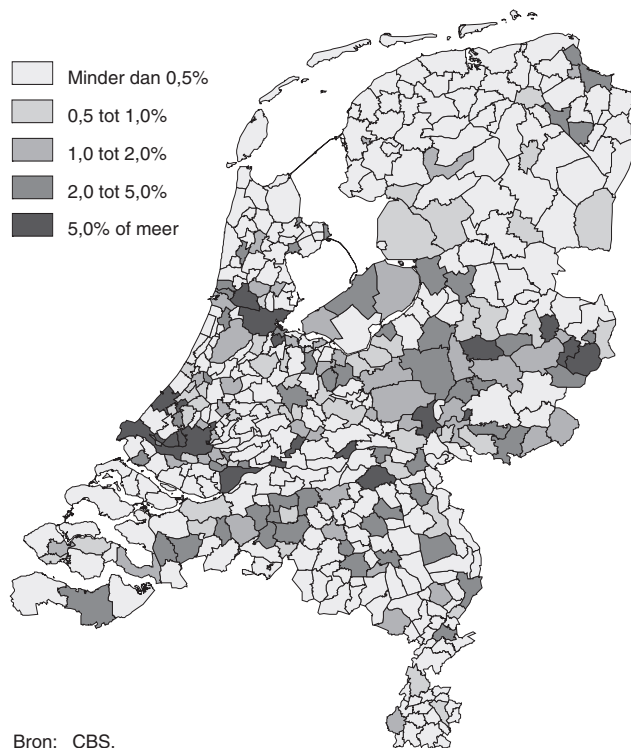 Minder dan 0,5%
0,5 tot 1,0%
1,0 tot 2,0%
2,0 tot 5,0%
5,0% of meer
Bron: CBS.